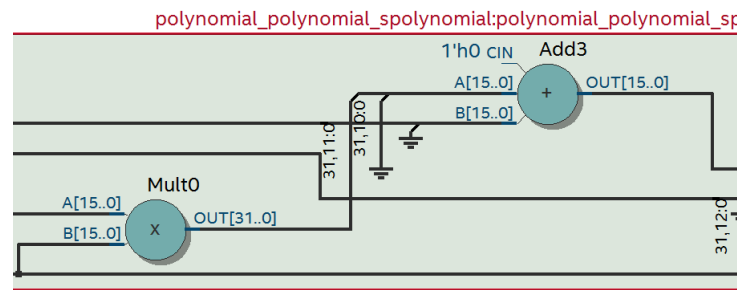 polynomial_polynomial_spolynomial:polynomial_polynomial_sp
1'h0 CIN
Add3
A[15..0]
+
OUT[15..0]
B[15..0]
31,11:0
31,10:0
Mult0
A[15..0]
x
OUT[31..0]
B[15..0]
31,12:0